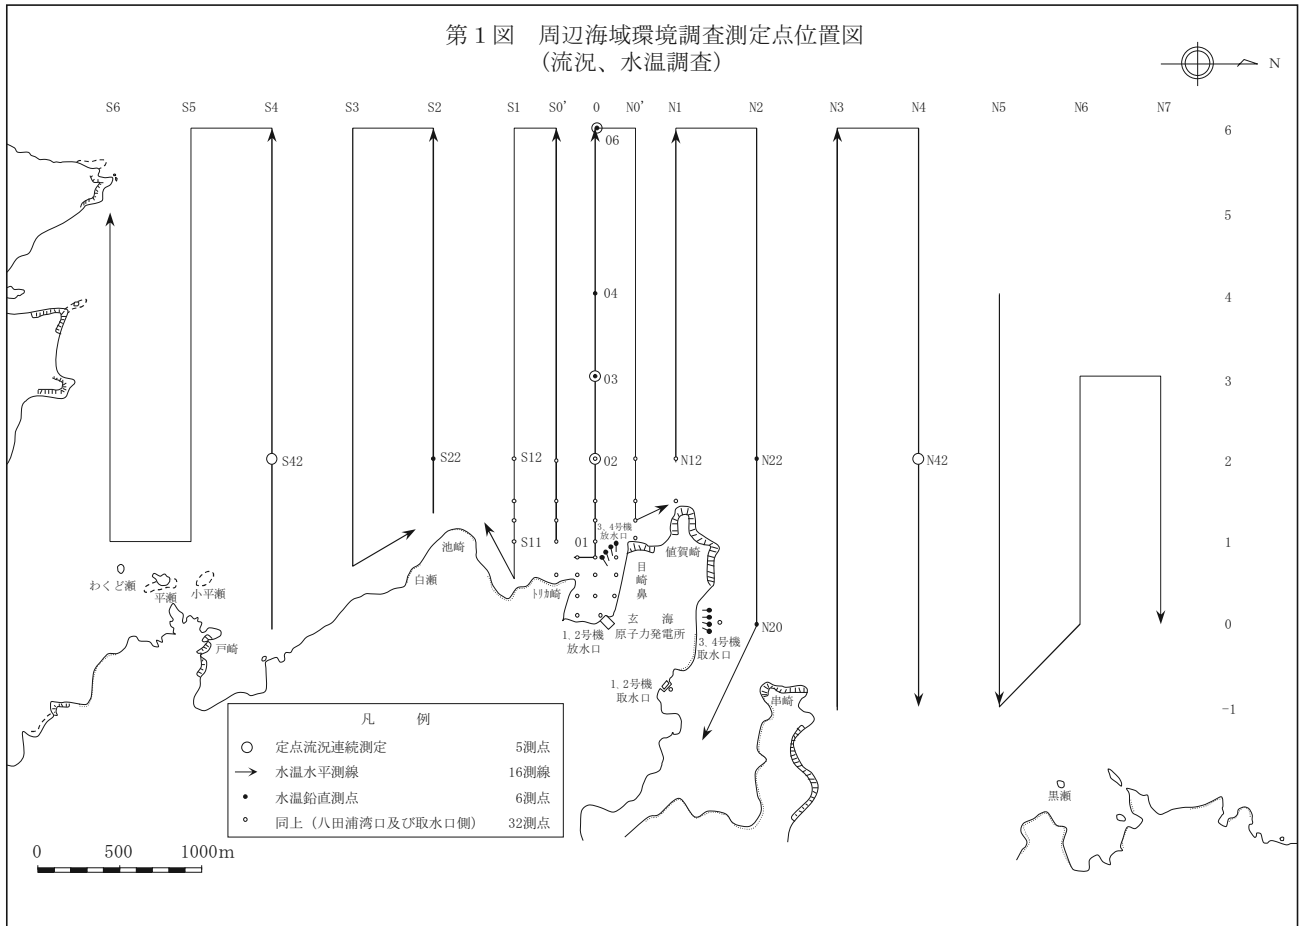 第1図　周辺海域環境調査測定点位置図
(流況、水温調査)
N
S6 S5 S4 S3 S2 S1 S0' 0 N0' N1 N2 N3 N4 N5 N6 N7
6
06
5
4
04
3
03
2
S42
S22
S12
02
N12
N22
N42
3,4号機
放水口
1
S11
01
池崎
値賀崎
白瀬
ﾄﾘｶ崎
目崎鼻
わくど瀬
平瀬
小平瀬
戸崎
0
玄　海
原子力発電所
N20
1,2号機
放水口
3,4号機
取水口
1,2号機
取水口
串崎
-1
凡　例
定点流況連続測定 5測点
水温水平測線 16測線
水温鉛直測点 6測点
同上（八田浦湾口及び取水口側） 32測点
黒瀬
0 500 1000m